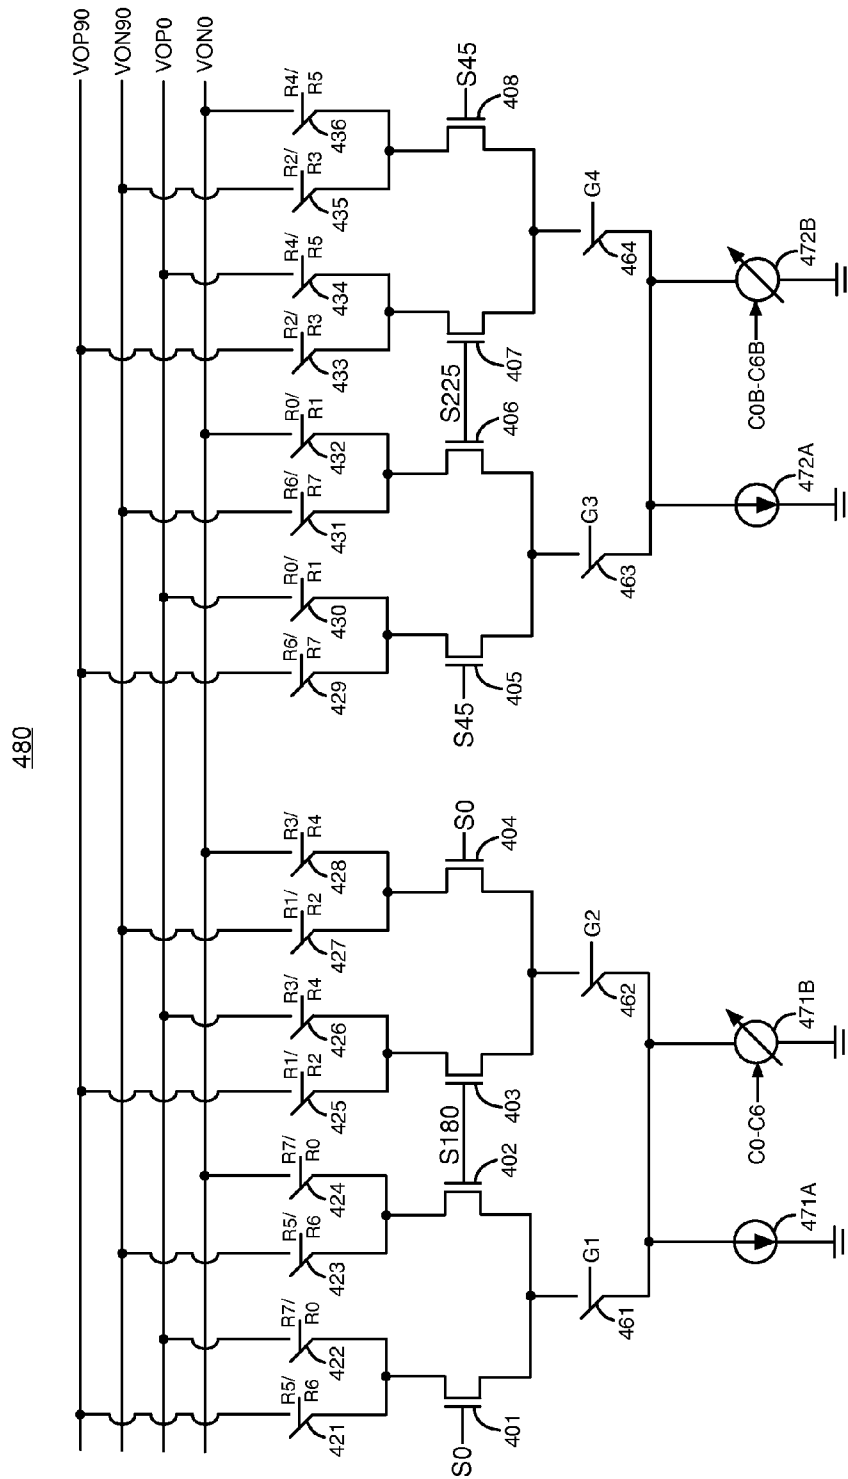 480
VOP90
VON90
VOP0
VON0
R5/
R6
421
R7/
R0
422
R5/
R6
423
R7/
R0
424
R1/
R2
425
R3/
R4
426
R1/
R2
427
R3/
R4
428
R6/
R7
429
R0/
R1
430
R6/
R7
431
R0/
R1
432
R2/
R3
433
R4/
R5
434
R2/
R3
435
R4/
R5
436
S0
401
S180
402
403
S0
404
S45
405
S225
406
407
S45
408
G1
461
G2
462
G3
463
G4
464
471A
C0-C6
471B
472A
C0B-C6B
472B